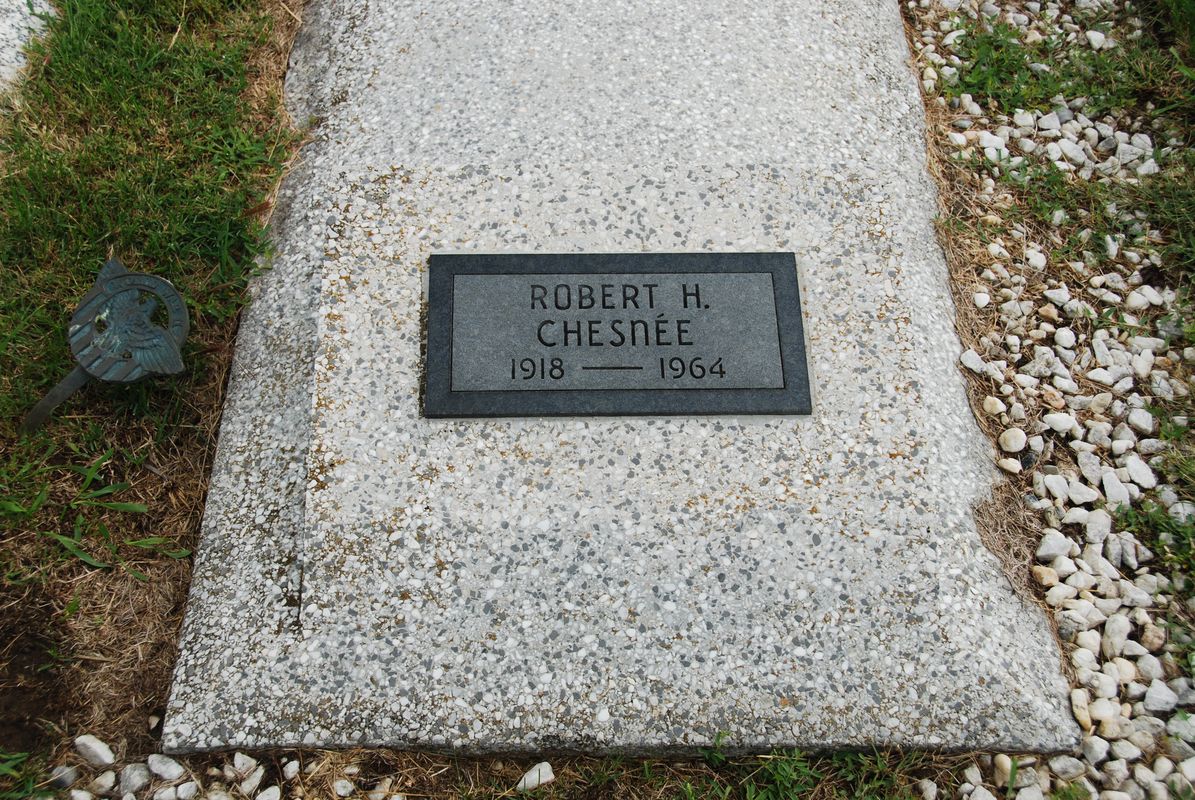 ROBERT H.
CHESNÉE
1918 — 1964